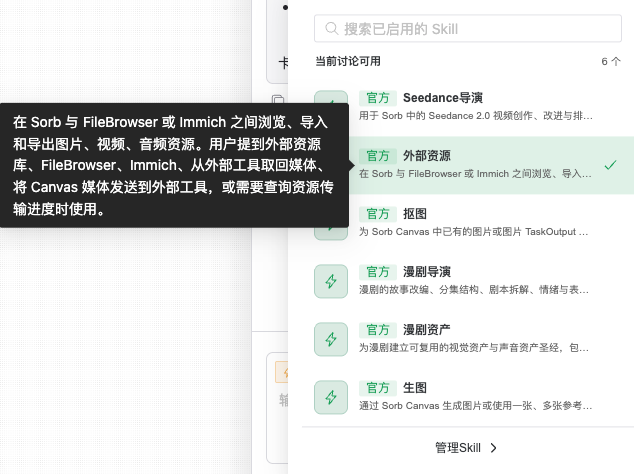 搜索已启用的 Skill
当前讨论可用
6 个
官方 Seedance导演
用于 Sorb 中的 Seedance 2.0 视频创作、改进与排...
在 Sorb 与 FileBrowser 或 Immich 之间浏览、导入
和导出图片、视频、音频资源。用户提到外部资源
库、FileBrowser、Immich、从外部工具取回媒体、
将 Canvas 媒体发送到外部工具，或需要查询资源传
输进度时使用。
官方 外部资源
在 Sorb 与 FileBrowser 或 Immich 之间浏览、导入...
官方 抠图
为 Sorb Canvas 中已有的图片或图片 TaskOutput ...
官方 漫剧导演
漫剧的故事改编、分集结构、剧本拆解、情绪与表...
官方 漫剧资产
为漫剧建立可复用的视觉资产与声音资产圣经，包...
官方 生图
通过 Sorb Canvas 生成图片或使用一张、多张参考...
管理Skill